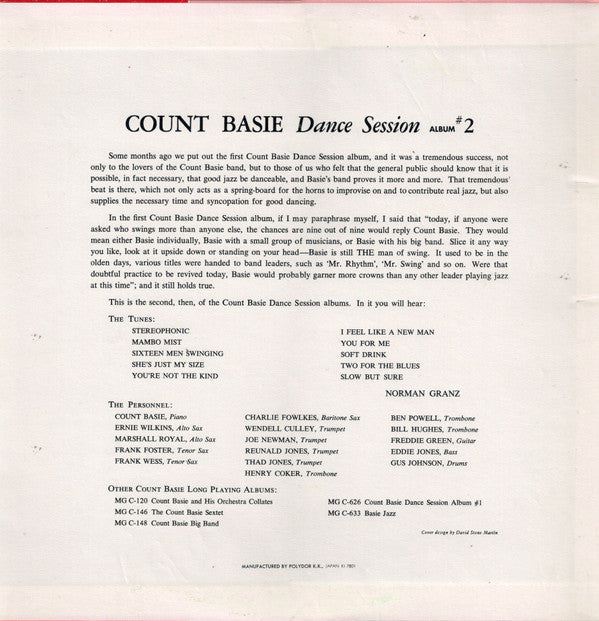 COUNT BASIE Dance Session ALBUM #2
Some months ago we put out the first Count Basie Dance Session album, and it was a tremendous success, not
only to the lovers of the Count Basie band, but to those of us who felt that the general public should know that it is
possible, in fact necessary, that good jazz be danceable, and Basie's band proves it more and more. That tremendous
beat is there, which not only acts as a spring-board for the horns to improvise on and to contribute real jazz, but also
supplies the necessary time and syncopation for good dancing.
In the first Count Basie Dance Session album, if I may paraphrase myself, I said that "today, if anyone were
asked who swings more than anyone else, the chances are nine out of nine would reply Count Basie. They would
mean either Basie individually, Basie with a small group of musicians, or Basie with his big band. Slice it any way
you like, look at it upside down or standing on your head—Basie is still THE man of swing. It used to be in the
olden days, various titles were handed to band leaders, such as 'Mr. Rhythm', 'Mr. Swing' and so on. Were that
doubtful practice to be revived today, Basie would probably garner more crowns than any other leader playing jazz
at this time"; and it still holds true.
This is the second, then, of the Count Basie Dance Session albums. In it you will hear:
THE TUNES:
STEREOPHONIC
MAMBO MIST
SIXTEEN MEN SWINGING
SHE'S JUST MY SIZE
YOU'RE NOT THE KIND
I FEEL LIKE A NEW MAN
YOU FOR ME
SOFT DRINK
TWO FOR THE BLUES
SLOW BUT SURE
NORMAN GRANZ
THE PERSONNEL:
COUNT BASIE, Piano
ERNIE WILKINS, Alto Sax
MARSHALL ROYAL, Alto Sax
FRANK FOSTER, Tenor Sax
FRANK WESS, Tenor Sax
CHARLIE FOWLKES, Baritone Sax
WENDELL CULLEY, Trumpet
JOE NEWMAN, Trumpet
REUNALD JONES, Trumpet
THAD JONES, Trumpet
HENRY COKER, Trombone
BEN POWELL, Trombone
BILL HUGHES, Trombone
FREDDIE GREEN, Guitar
EDDIE JONES, Bass
GUS JOHNSON, Drums
OTHER COUNT BASIE LONG PLAYING ALBUMS:
MG C-120 Count Basie and His Orchestra Collates
MG C-146 The Count Basie Sextet
MG C-148 Count Basie Big Band
MG C-626 Count Basie Dance Session Album #1
MG C-633 Basie Jazz
Cover design by David Stone Martin
MANUFACTURED BY POLYDOR K.K., JAPAN